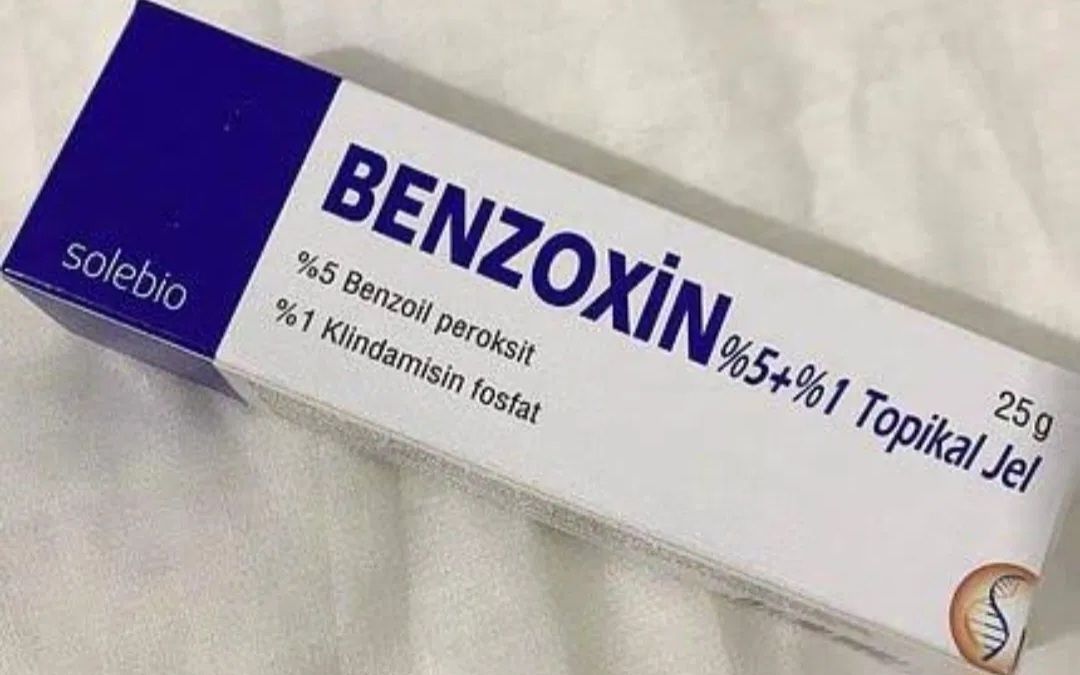 solebio
BENZOXİN %5+%1 Topikal Jel
%5 Benzoil peroksit
%1 Klindamisin fosfat
25 g